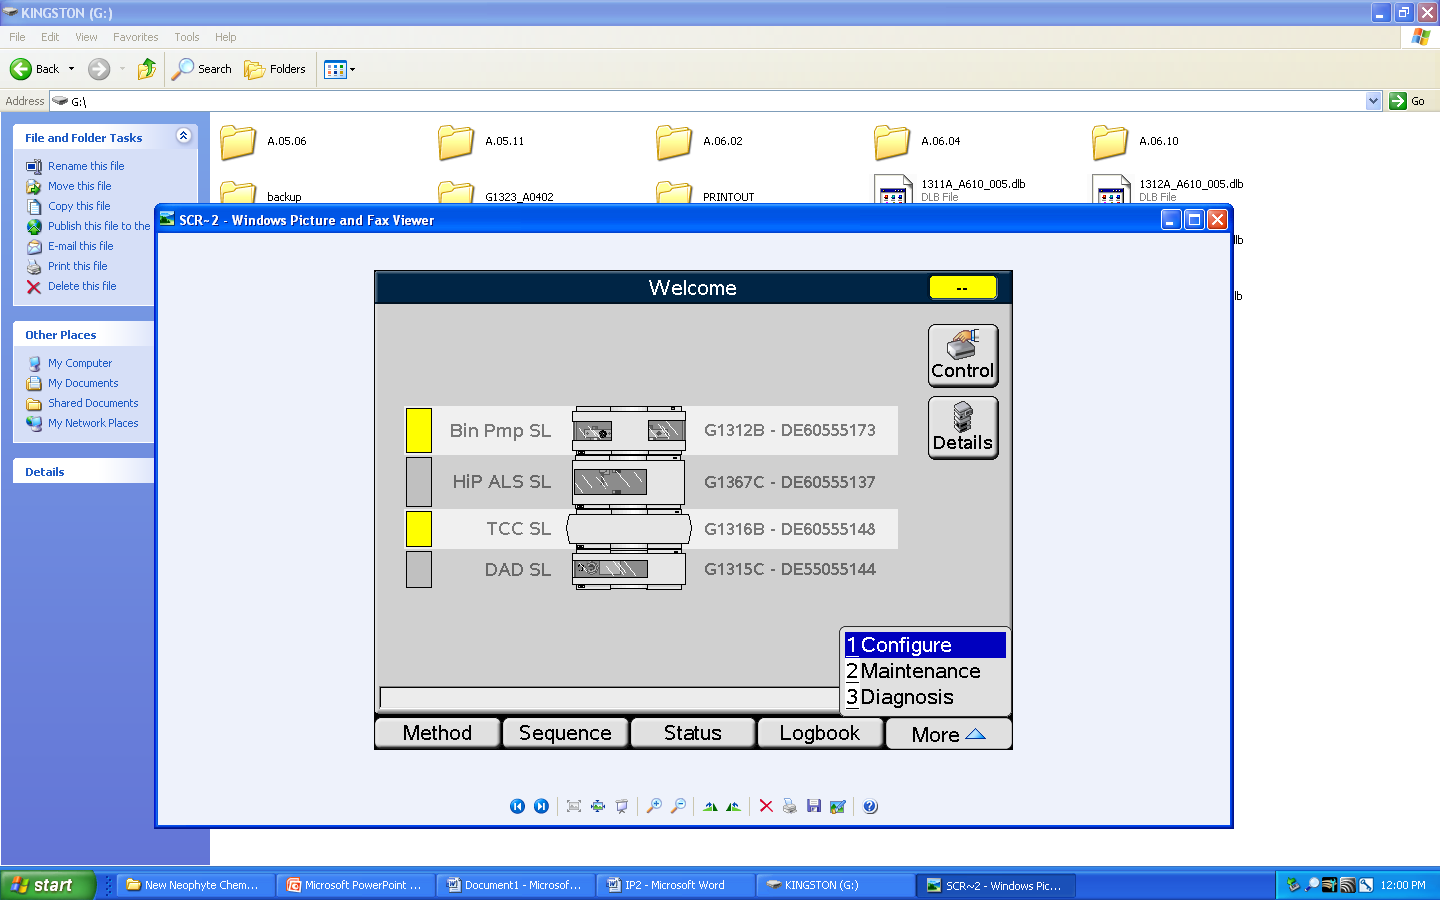 KINGSTON (G:)
File Edit View Favorites Tools Help
Back Search Folders
Address G:\ Go
File and Folder Tasks
Rename this file
Move this file
Copy this file
Publish this file to the
E-mail this file
Print this file
Delete this file
Other Places
My Computer
My Documents
Shared Documents
My Network Places
Details
A.05.06 A.05.11 A.06.02 A.06.04 A.06.10
backup G1323_A0402 PRINTOUT 1311A_A610_005.dlb 1312A_A610_005.dlb
DLB File DLB File
dlb
lb
SCR~2 - Windows Picture and Fax Viewer
Welcome --
Control
Details
Bin Pmp SL G1312B - DE60555173
HiP ALS SL G1367C - DE60555137
TCC SL G1316B - DE60555148
DAD SL G1315C - DE55055144
1 Configure
2 Maintenance
3 Diagnosis
Method Sequence Status Logbook More
start New Neophyte Chem... Microsoft PowerPoint ... Document1 - Microsof... IP2 - Microsoft Word KINGSTON (G:) SCR~2 - Windows Pic... 12:00 PM